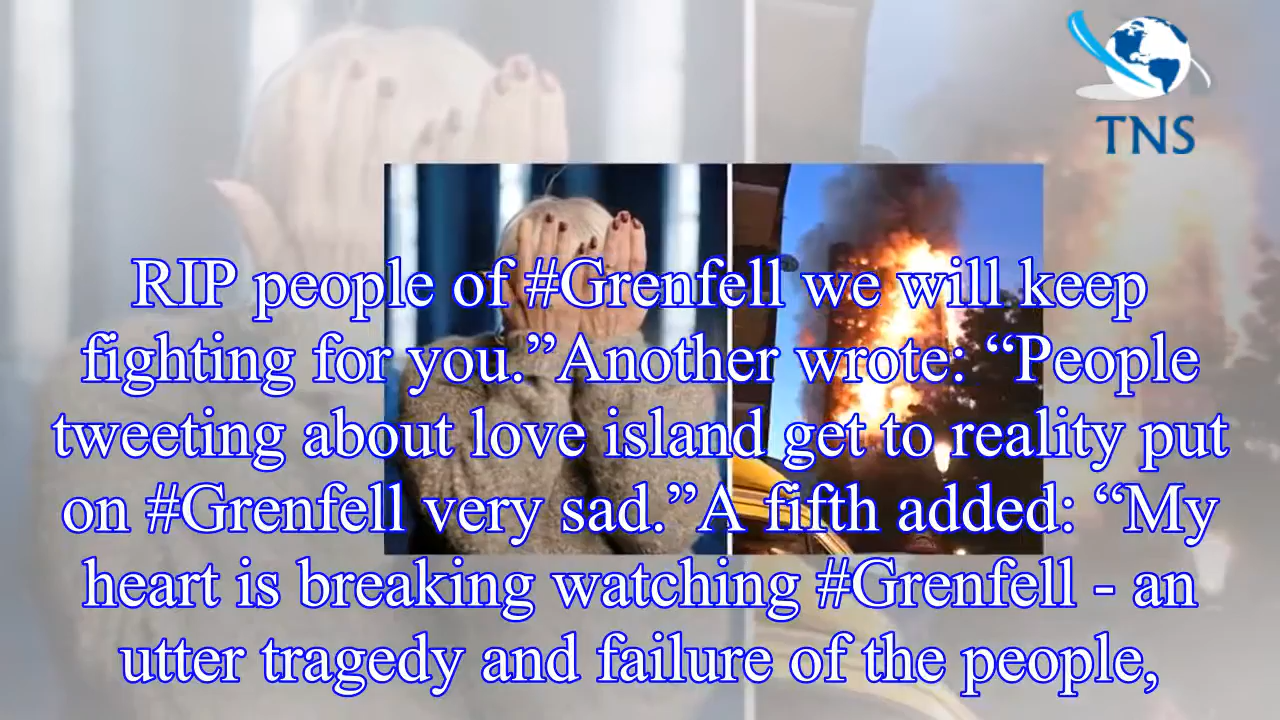 TNS
RIP people of #Grenfell we will keep
fighting for you.”Another wrote: “People
tweeting about love island get to reality put
on #Grenfell very sad.”A fifth added: “My
heart is breaking watching #Grenfell - an
utter tragedy and failure of the people,